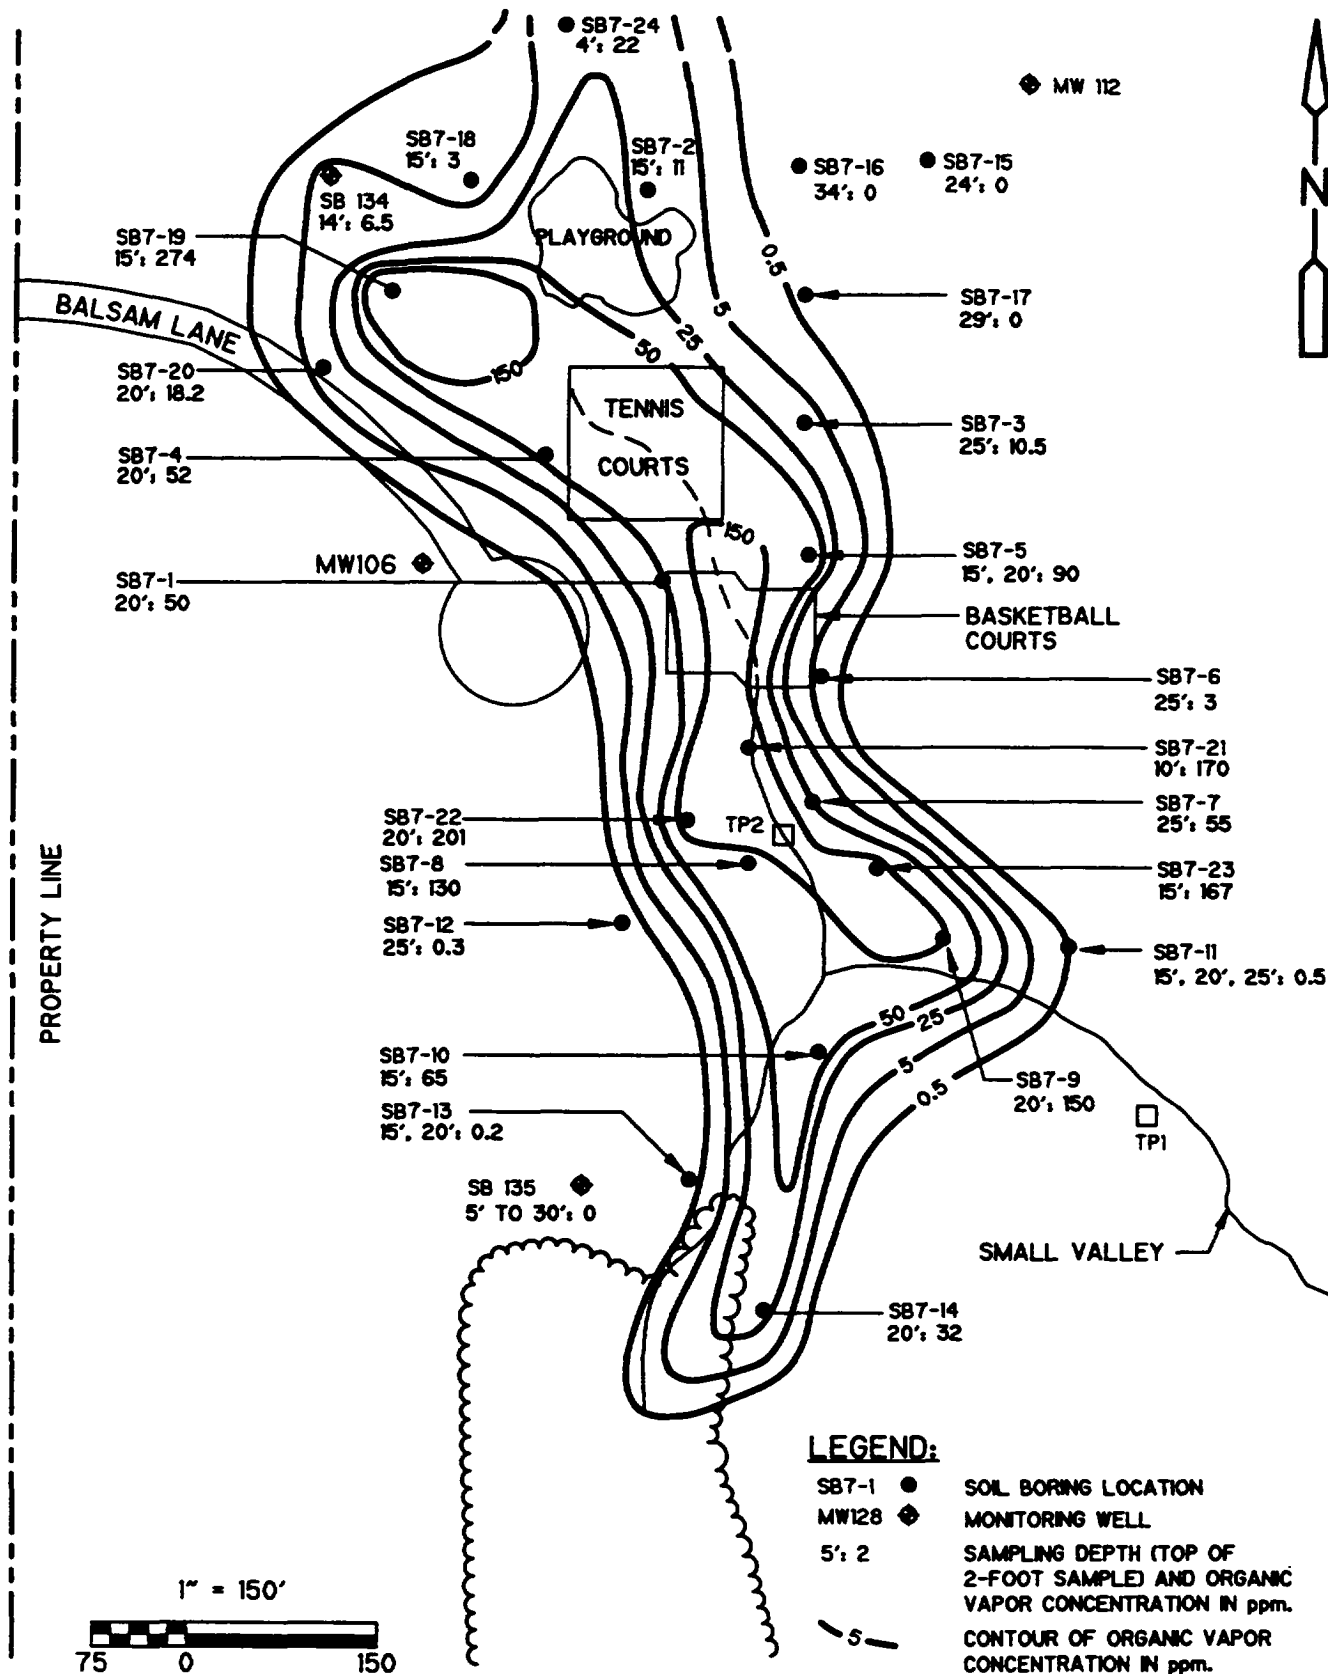 SB7-24
4': 22
MW 112
SB7-18
15': 3
SB7-2
15': 11
SB7-16
34': 0
SB7-15
24': 0
N
SB 134
14': 6.5
SB7-19
15': 274
PLAYGROUND
0.5
5
25
50
SB7-17
29': 0
BALSAM LANE
150
SB7-20
20': 18.2
TENNIS
COURTS
SB7-3
25': 10.5
SB7-4
20': 52
150
MW106
SB7-5
15', 20': 90
SB7-1
20': 50
BASKETBALL
COURTS
SB7-6
25': 3
SB7-21
10': 170
SB7-7
25': 55
SB7-22
20': 201
TP2
SB7-8
15': 130
SB7-23
15': 167
PROPERTY LINE
SB7-12
25': 0.3
SB7-11
15', 20', 25': 0.5
50
25
5
0.5
SB7-10
15': 65
SB7-9
20': 150
SB7-13
15', 20': 0.2
TP1
SB 135
5' TO 30': 0
SMALL VALLEY
SB7-14
20': 32
LEGEND:
SB7-1 SOIL BORING LOCATION
MW128 MONITORING WELL
5': 2 SAMPLING DEPTH (TOP OF
2-FOOT SAMPLE) AND ORGANIC
VAPOR CONCENTRATION IN ppm.
5 CONTOUR OF ORGANIC VAPOR
CONCENTRATION IN ppm.
1" = 150'
75 0 150